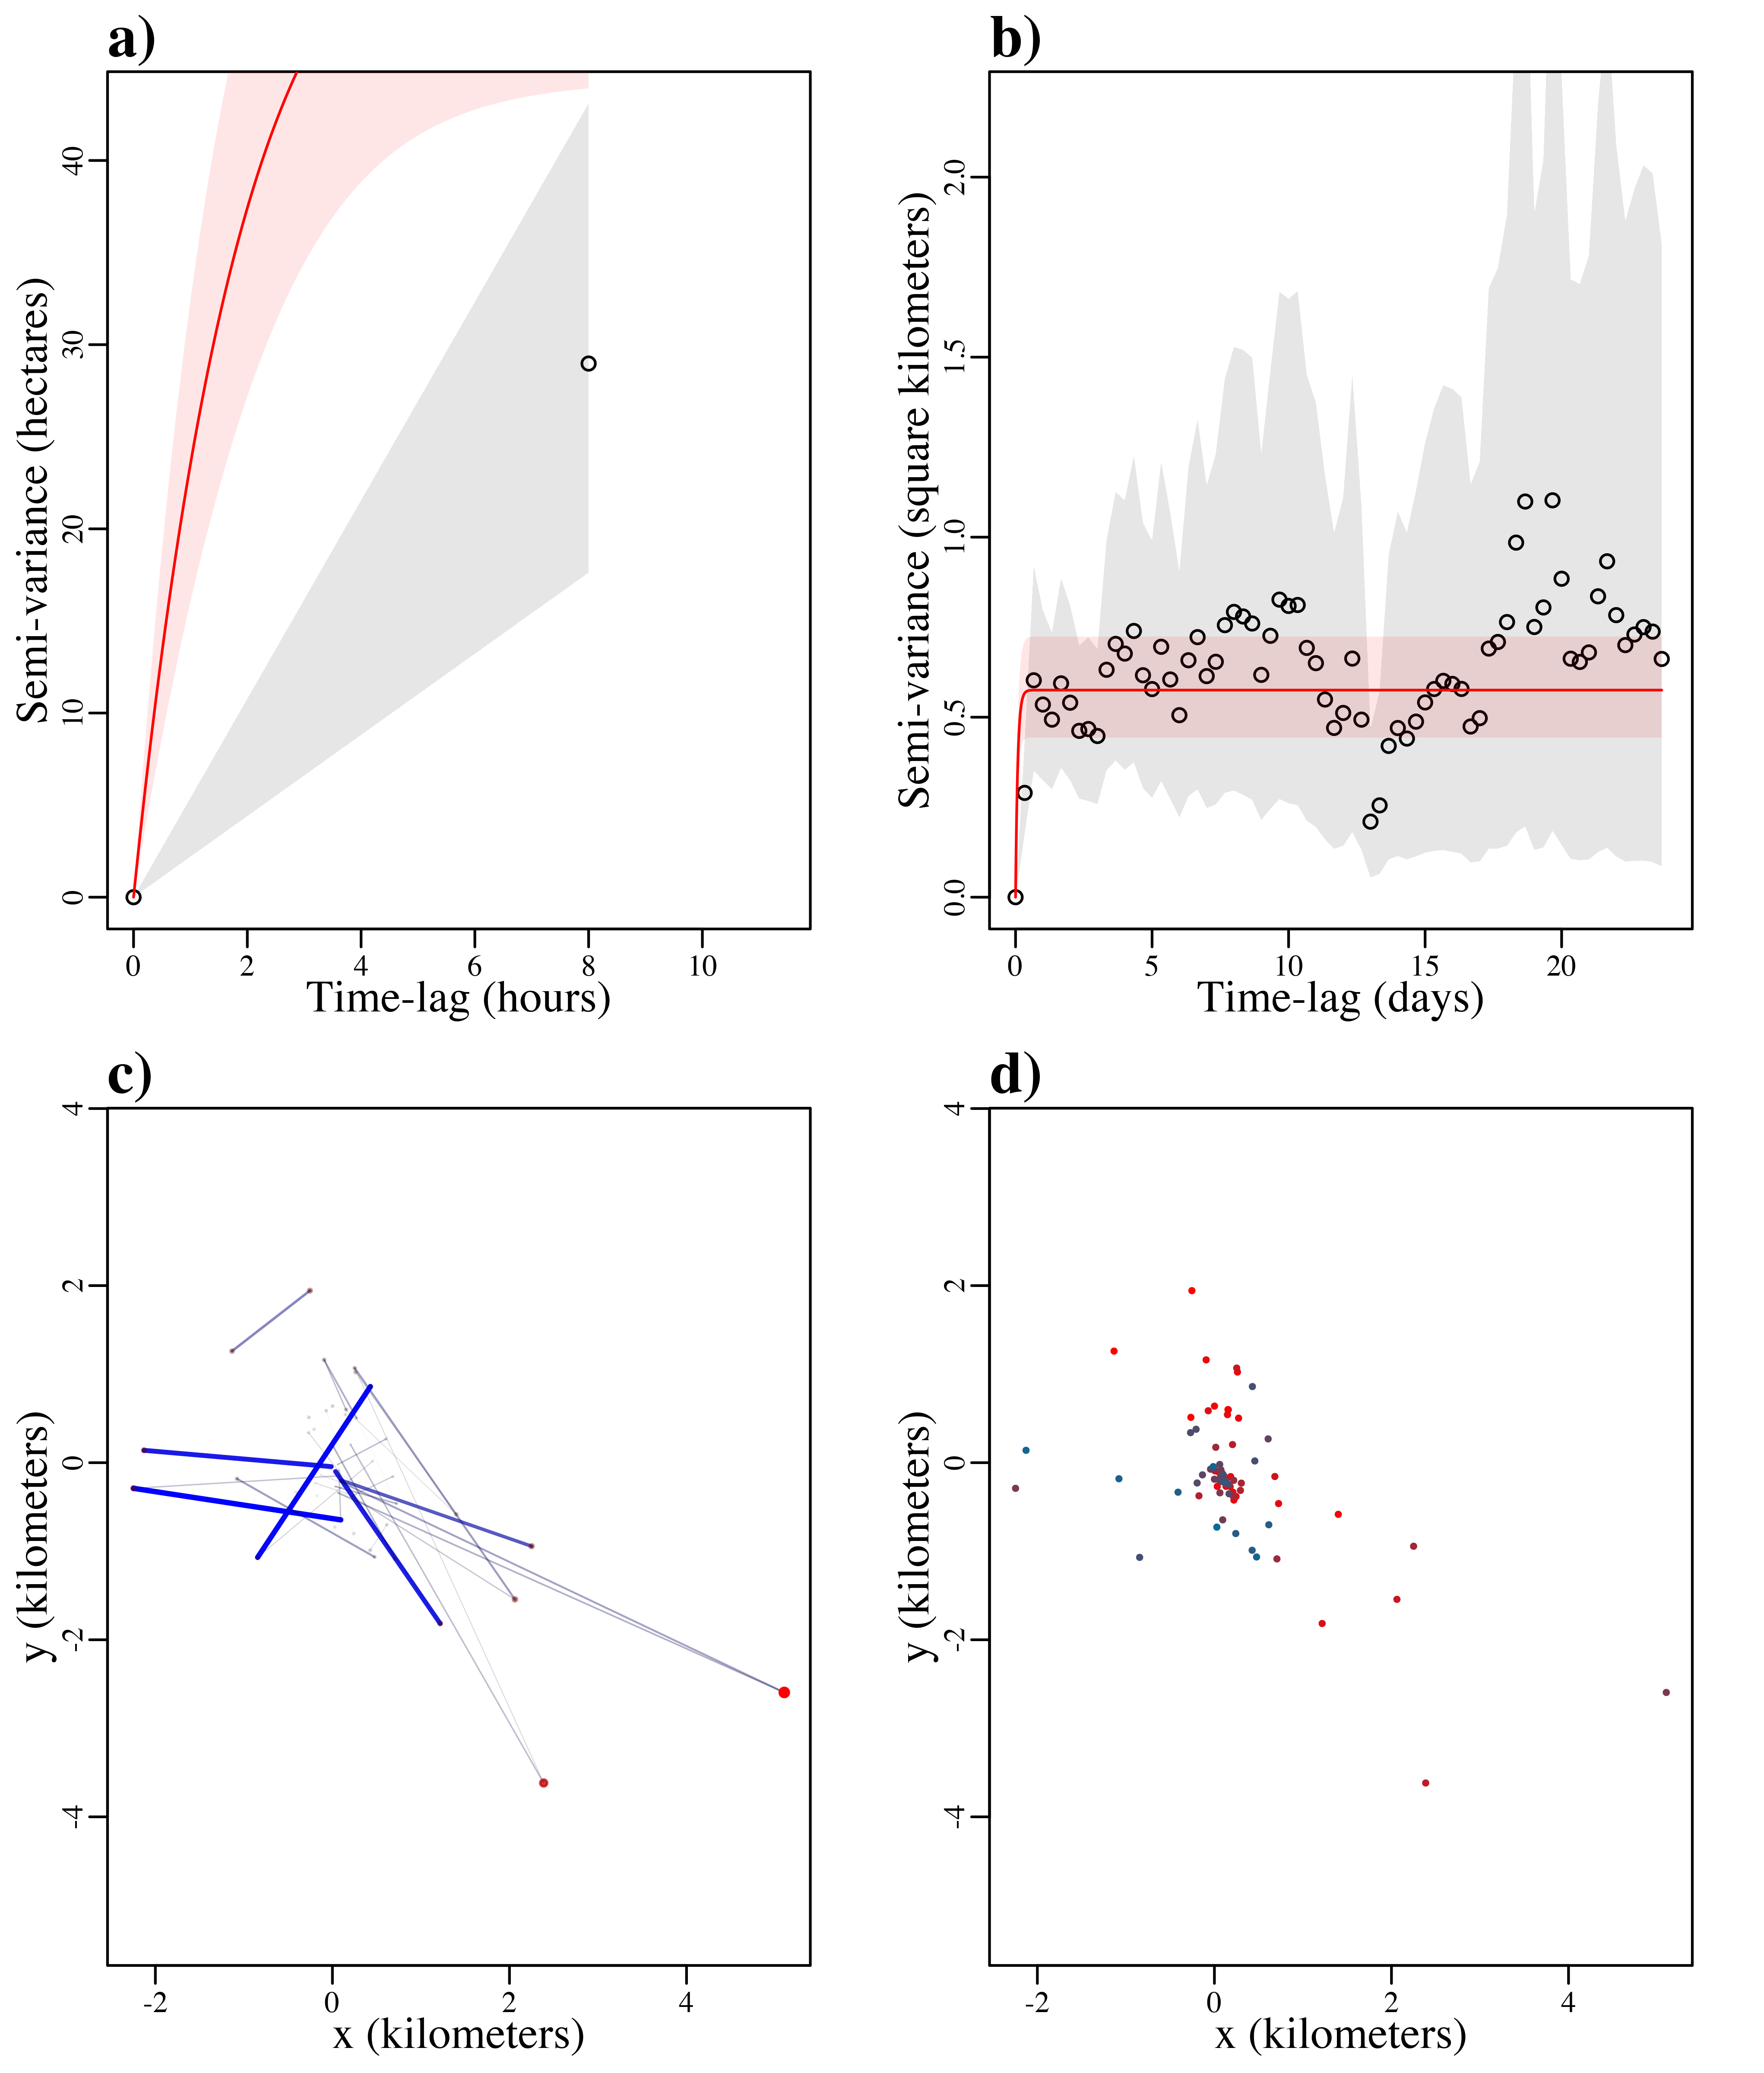 a)
Semi-variance (hectares)
40
30
20
10
0
0 2 4 6 8 10
Time-lag (hours)
b)
Semi-variance (square kilometers)
2.0
1.5
1.0
0.5
0.0
0 5 10 15 20
Time-lag (days)
c)
y (kilometers)
4
2
0
-2
-4
-2 0 2 4
x (kilometers)
d)
y (kilometers)
4
2
0
-2
-4
-2 0 2 4
x (kilometers)